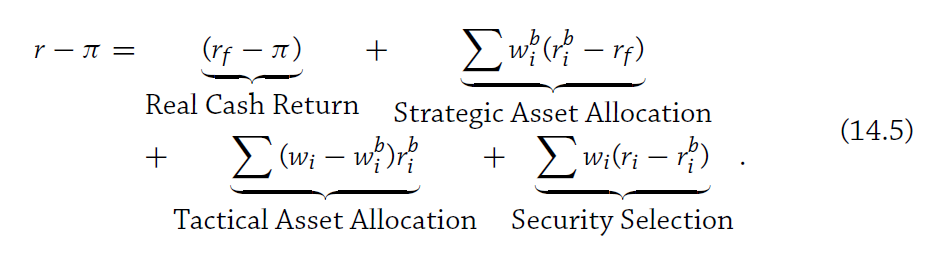 r − π = (r_f − π) + ∑ w_i^b (r_i^b − r_f)
Real Cash Return Strategic Asset Allocation
+ ∑ (w_i − w_i^b) r_i^b + ∑ w_i (r_i − r_i^b) .
Tactical Asset Allocation Security Selection
(14.5)